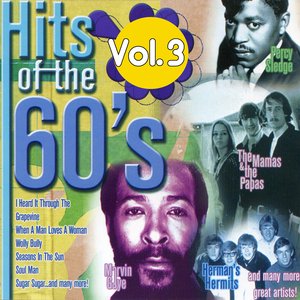 Hits
of the
60's
Vol.3
Percy
Sledge
The Mamas
& the
Papas
I Heard It Through The
Grapevine
When A Man Loves A Woman
Wolly Bully
Seasons In The Sun
Soul Man
Sugar Sugar...and many more!
Marvin
Gaye
Herman's
Hermits
and many more
great artists!